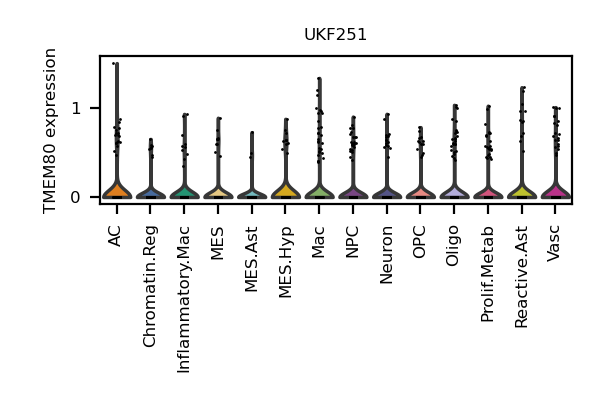 UKF251
TMEM80 expression
1
0
AC
Chromatin.Reg
Inflammatory.Mac
MES
MES.Ast
MES.Hyp
Mac
NPC
Neuron
OPC
Oligo
Prolif.Metab
Reactive.Ast
Vasc